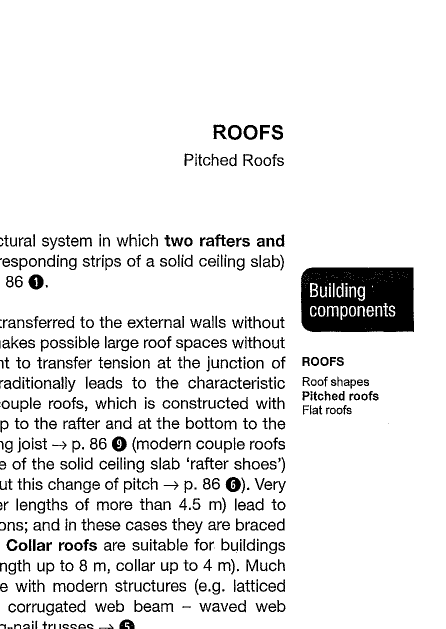 ROOFS
Pitched Roofs
ctural system in which two rafters and
responding strips of a solid ceiling slab)
86 ❶.
transferred to the external walls without
nakes possible large roof spaces without
nt to transfer tension at the junction of
raditionally leads to the characteristic
ouple roofs, which is constructed with
p to the rafter and at the bottom to the
ng joist → p. 86 ❾ (modern couple roofs
e of the solid ceiling slab ‘rafter shoes’)
ut this change of pitch → p. 86 ❻). Very
er lengths of more than 4.5 m) lead to
ons; and in these cases they are braced
Collar roofs are suitable for buildings
ngth up to 8 m, collar up to 4 m). Much
e with modern structures (e.g. latticed
corrugated web beam – waved web
g-nail trusses → ❺
Building
components
ROOFS
Roof shapes
Pitched roofs
Flat roofs